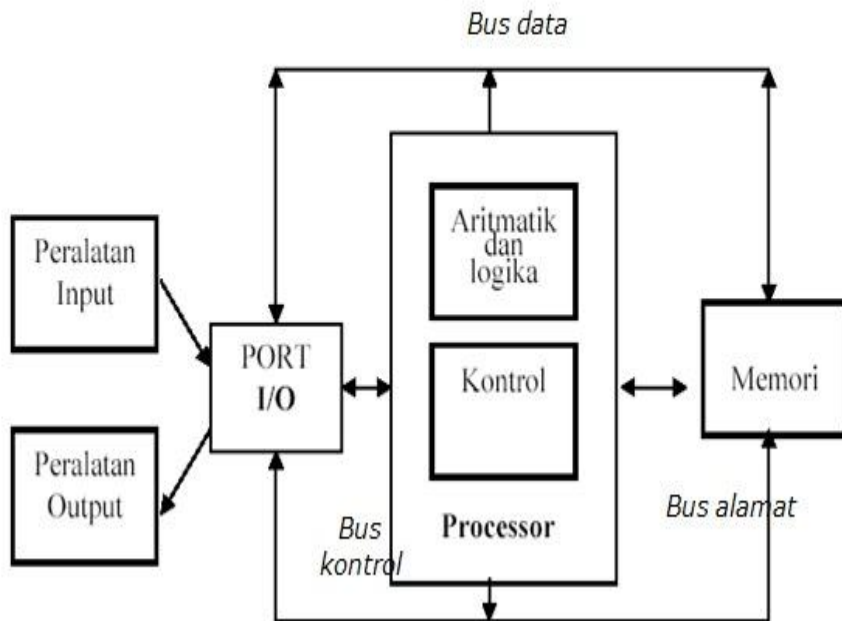 Bus data
Peralatan
Input
PORT
I/O
Peralatan
Output
Aritmatik
dan
logika
Kontrol
Processor
Bus
kontrol
Memori
Bus alamat